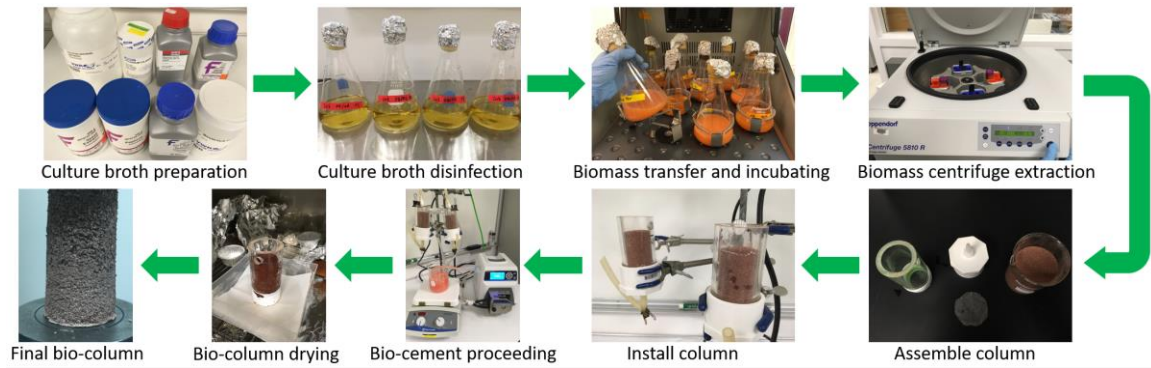 Culture broth preparation
Culture broth disinfection
Biomass transfer and incubating
eppendorf
Centrifuge 5810 R
Biomass centrifuge extraction
Final bio-column
Bio-column drying
Bio-cement proceeding
Install column
Assemble column